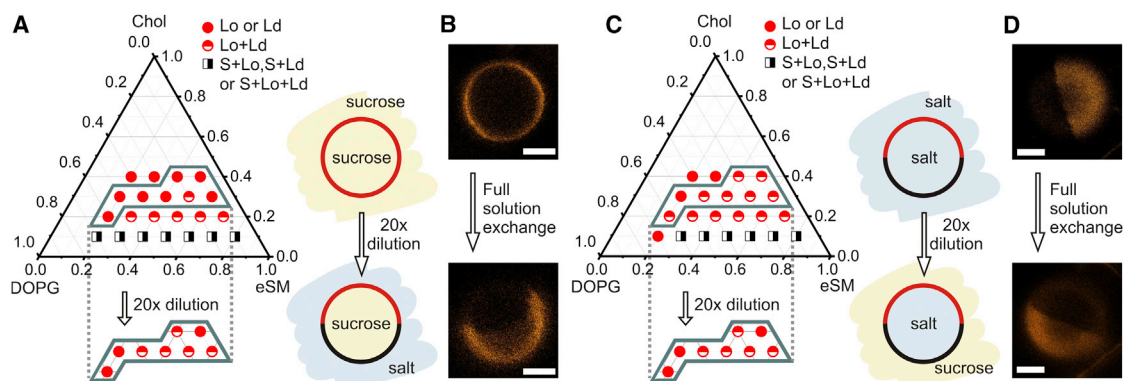 A
Chol
0.0
1.0
0.2
0.8
0.4
0.6
0.6
0.4
0.8
0.2
1.0
0.0
0.0
0.2
0.4
0.6
0.8
1.0
DOPG
eSM
Lo or Ld
Lo+Ld
S+Lo,S+Ld
or S+Lo+Ld
20x dilution
sucrose
sucrose
20x
dilution
sucrose
salt
B
Full
solution
exchange
C
Chol
0.0
1.0
0.2
0.8
0.4
0.6
0.6
0.4
0.8
0.2
1.0
0.0
0.0
0.2
0.4
0.6
0.8
1.0
DOPG
eSM
Lo or Ld
Lo+Ld
S+Lo,S+Ld
or S+Lo+Ld
20x dilution
salt
salt
20x
dilution
salt
sucrose
D
Full
solution
exchange